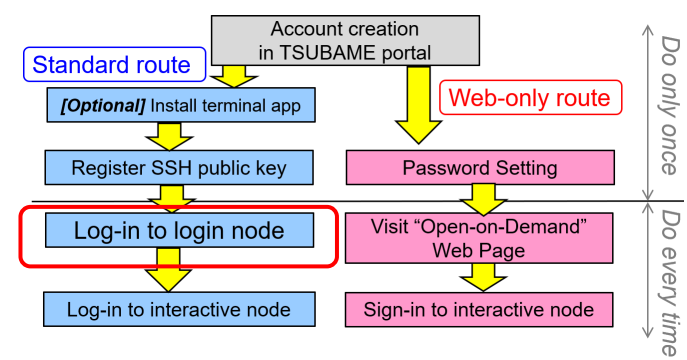 Account creation
in TSUBAME portal
Standard route
Web-only route
[Optional] Install terminal app
Register SSH public key
Password Setting
Do only once
Log-in to login node
Visit “Open-on-Demand”
Web Page
Log-in to interactive node
Sign-in to interactive node
Do every time